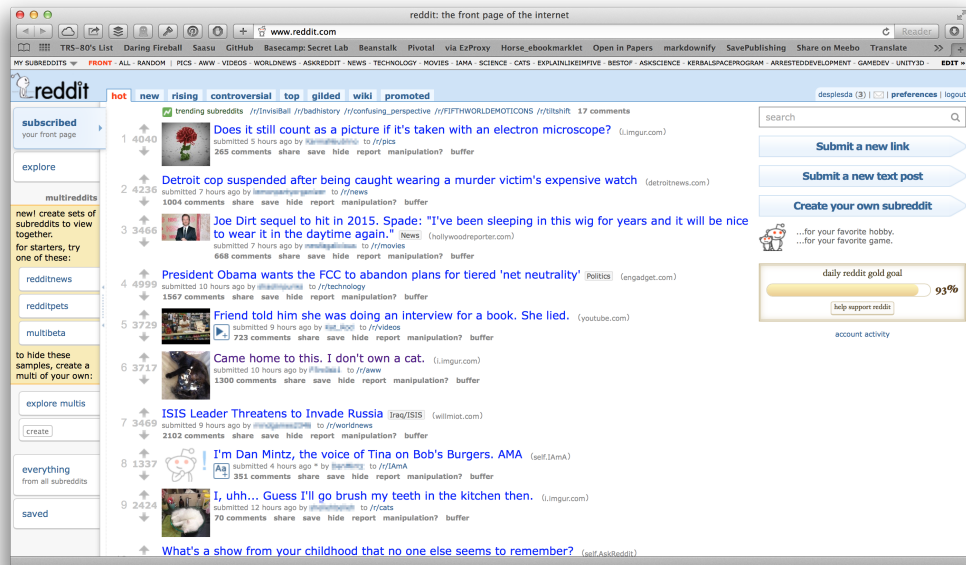 reddit: the front page of the internet
www.reddit.com
Reader
TRS-80's List Daring Fireball Saasu GitHub Basecamp: Secret Lab Beanstalk Pivotal via EzProxy Horse_ebookmarklet Open in Papers markdownify SavePublishing Share on Meebo Translate
MY SUBREDDITS FRONT - ALL - RANDOM | PICS - AWW - VIDEOS - WORLDNEWS - ASKREDDIT - NEWS - TECHNOLOGY - MOVIES - IAMA - SCIENCE - CATS - EXPLAINLIKEIMFIVE - BESTOF - ASKSCIENCE - KERBALSPACEPROGRAM - ARRESTEDDEVELOPMENT - GAMEDEV - UNITY3D - EDIT »
reddit hot new rising controversial top gilded wiki promoted
desplesda (3) | | preferences | logout
subscribed
your front page
explore
multireddits
new! create sets of
subreddits to view
together.
for starters, try
one of these:
redditnews
redditpets
multibeta
to hide these
samples, create a
multi of your own:
explore multis
create
everything
from all subreddits
saved
trending subreddits /r/InvisiBall /r/badhistory /r/confusing_perspective /r/FIFTHWORLDEMOTICONS /r/tiltshift 17 comments
1 4040 Does it still count as a picture if it's taken with an electron microscope? (i.imgur.com)
submitted 5 hours ago by to /r/pics
265 comments share save hide report manipulation? buffer
2 4236 Detroit cop suspended after being caught wearing a murder victim's expensive watch (detroitnews.com)
submitted 7 hours ago by to /r/news
1004 comments share save hide report manipulation? buffer
3 3466 Joe Dirt sequel to hit in 2015. Spade: "I've been sleeping in this wig for years and it will be nice
to wear it in the daytime again." News (hollywoodreporter.com)
submitted 7 hours ago by to /r/movies
668 comments share save hide report manipulation? buffer
4 4999 President Obama wants the FCC to abandon plans for tiered 'net neutrality' Politics (engadget.com)
submitted 10 hours ago by to /r/technology
1567 comments share save hide report manipulation? buffer
5 3729 Friend told him she was doing an interview for a book. She lied. (youtube.com)
submitted 9 hours ago by to /r/videos
723 comments share save hide report manipulation? buffer
6 3717 Came home to this. I don't own a cat. (i.imgur.com)
submitted 10 hours ago by to /r/aww
1300 comments share save hide report manipulation? buffer
7 3469 ISIS Leader Threatens to Invade Russia Iraq/ISIS (willmiot.com)
submitted 9 hours ago by to /r/worldnews
2102 comments share save hide report manipulation? buffer
8 1337 I'm Dan Mintz, the voice of Tina on Bob's Burgers. AMA (self.IAmA)
Aa submitted 4 hours ago * by to /r/IAmA
351 comments share save hide report manipulation? buffer
9 2424 I, uhh... Guess I'll go brush my teeth in the kitchen then. (i.imgur.com)
submitted 12 hours ago by to /r/cats
70 comments share save hide report manipulation? buffer
What's a show from your childhood that no one else seems to remember? (self.AskReddit)
search
Submit a new link
Submit a new text post
Create your own subreddit
...for your favorite hobby.
...for your favorite game.
daily reddit gold goal
93%
help support reddit
account activity